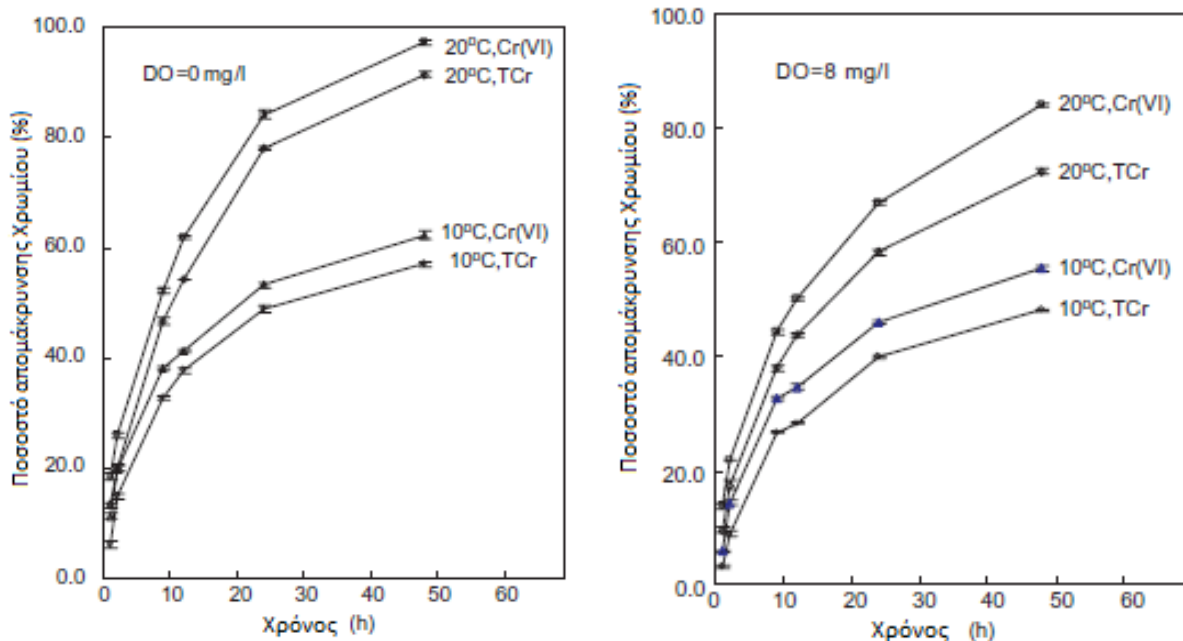 Ποσοστό απομάκρυνσης Χρωμίου (%)
100.0
80.0
60.0
40.0
20.0
0.0
DO=0 mg/l
20ºC,Cr(VI)
20ºC,TCr
10ºC,Cr(VI)
10ºC,TCr
0 10 20 30 40 50 60
Χρόνος (h)
Ποσοστό απομάκρυνσης Χρωμίου (%)
100.0
80.0
60.0
40.0
20.0
0.0
DO=8 mg/l
20ºC,Cr(VI)
20ºC,TCr
10ºC,Cr(VI)
10ºC,TCr
0 10 20 30 40 50 60
Χρόνος (h)